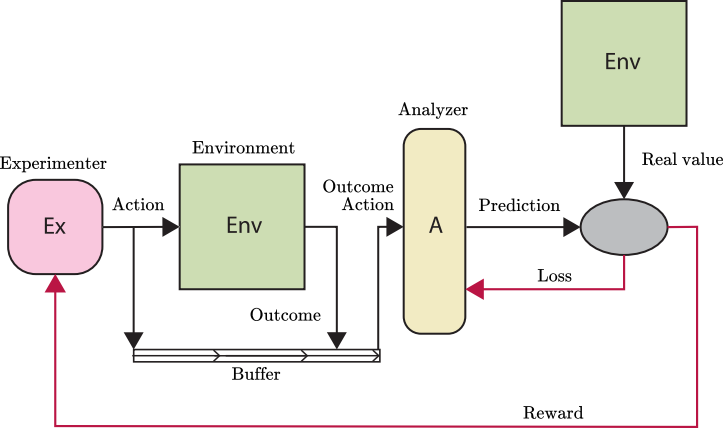 Env
Analyzer
Experimenter
Environment
Real value
Ex
Action
Env
Outcome
Action
A
Prediction
Loss
Outcome
Buffer
Reward